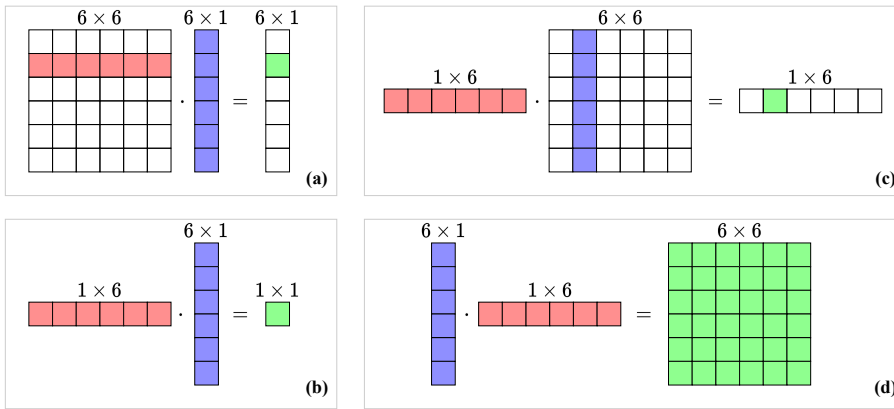 6 × 6 6 × 1 6 × 1
· =
(a)
6 × 6
1 × 6 1 × 6
· =
(c)
6 × 1
1 × 6 1 × 1
· =
(b)
6 × 1 6 × 6
1 × 6
· =
(d)